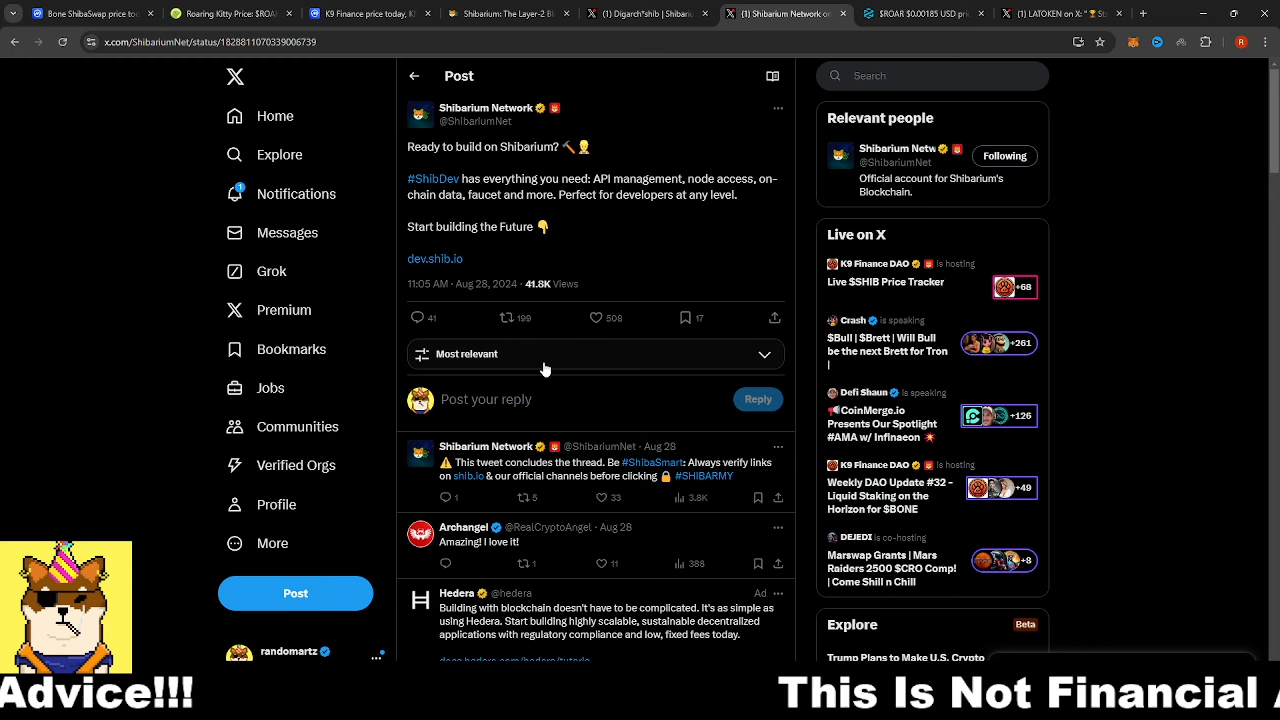 Bone ShibaSwap price to
Roaring Kitty Price: $ROA
K9 Finance price today, K
Shibarium: The Layer-2 Bl
(1) Digarch*shib | Shibariu
(1) Shibarium Network on
$ROAR $0.00185 USD pri
(1) LATOKEN on X: "🏆St
x.com/ShibariumNet/status/1828811070339006739
R
Home
Explore
1
Notifications
Messages
Grok
Premium
Bookmarks
Jobs
Communities
Verified Orgs
Profile
More
Post
randomartz
Post
Shibarium Network
@ShibariumNet
Ready to build on Shibarium? 🔨👷
#ShibDev has everything you need: API management, node access, on-
chain data, faucet and more. Perfect for developers at any level.
Start building the Future 👇
dev.shib.io
11:05 AM · Aug 28, 2024 · 41.8K Views
41 199 508 17
Most relevant
Post your reply
Reply
Shibarium Network @ShibariumNet · Aug 28
⚠️ This tweet concludes the thread. Be #ShibaSmart: Always verify links
on shib.io & our official channels before clicking 🔒 #SHIBARMY
1 5 33 3.8K
Archangel @RealCryptoAngel · Aug 28
Amazing! I love it!
1 11 388
Hedera @hedera Ad
Building with blockchain doesn't have to be complicated. It's as simple as
using Hedera. Start building highly scalable, sustainable decentralized
applications with regulatory compliance and low, fixed fees today.
Search
Relevant people
Shibarium Netw
@ShibariumNet
Following
Official account for Shibarium's
Blockchain.
Live on X
K9 Finance DAO is hosting
Live $SHIB Price Tracker
+68
Crash is speaking
$Bull | $Brett | Will Bull
be the next Brett for Tron
|
+261
Defi Shaun is speaking
📢CoinMerge.io
Presents Our Spotlight
#AMA w/ Infinaeon 💥
+126
K9 Finance DAO is hosting
Weekly DAO Update #32 -
Liquid Staking on the
Horizon for $BONE
+49
DEJEDI is co-hosting
Marswap Grants | Mars
Raiders 2500 $CRO Comp!
| Come Shill n Chill
+8
Explore
Beta
Trump Plans to Make U.S. Crypto
Advice!!! This Is Not Financial